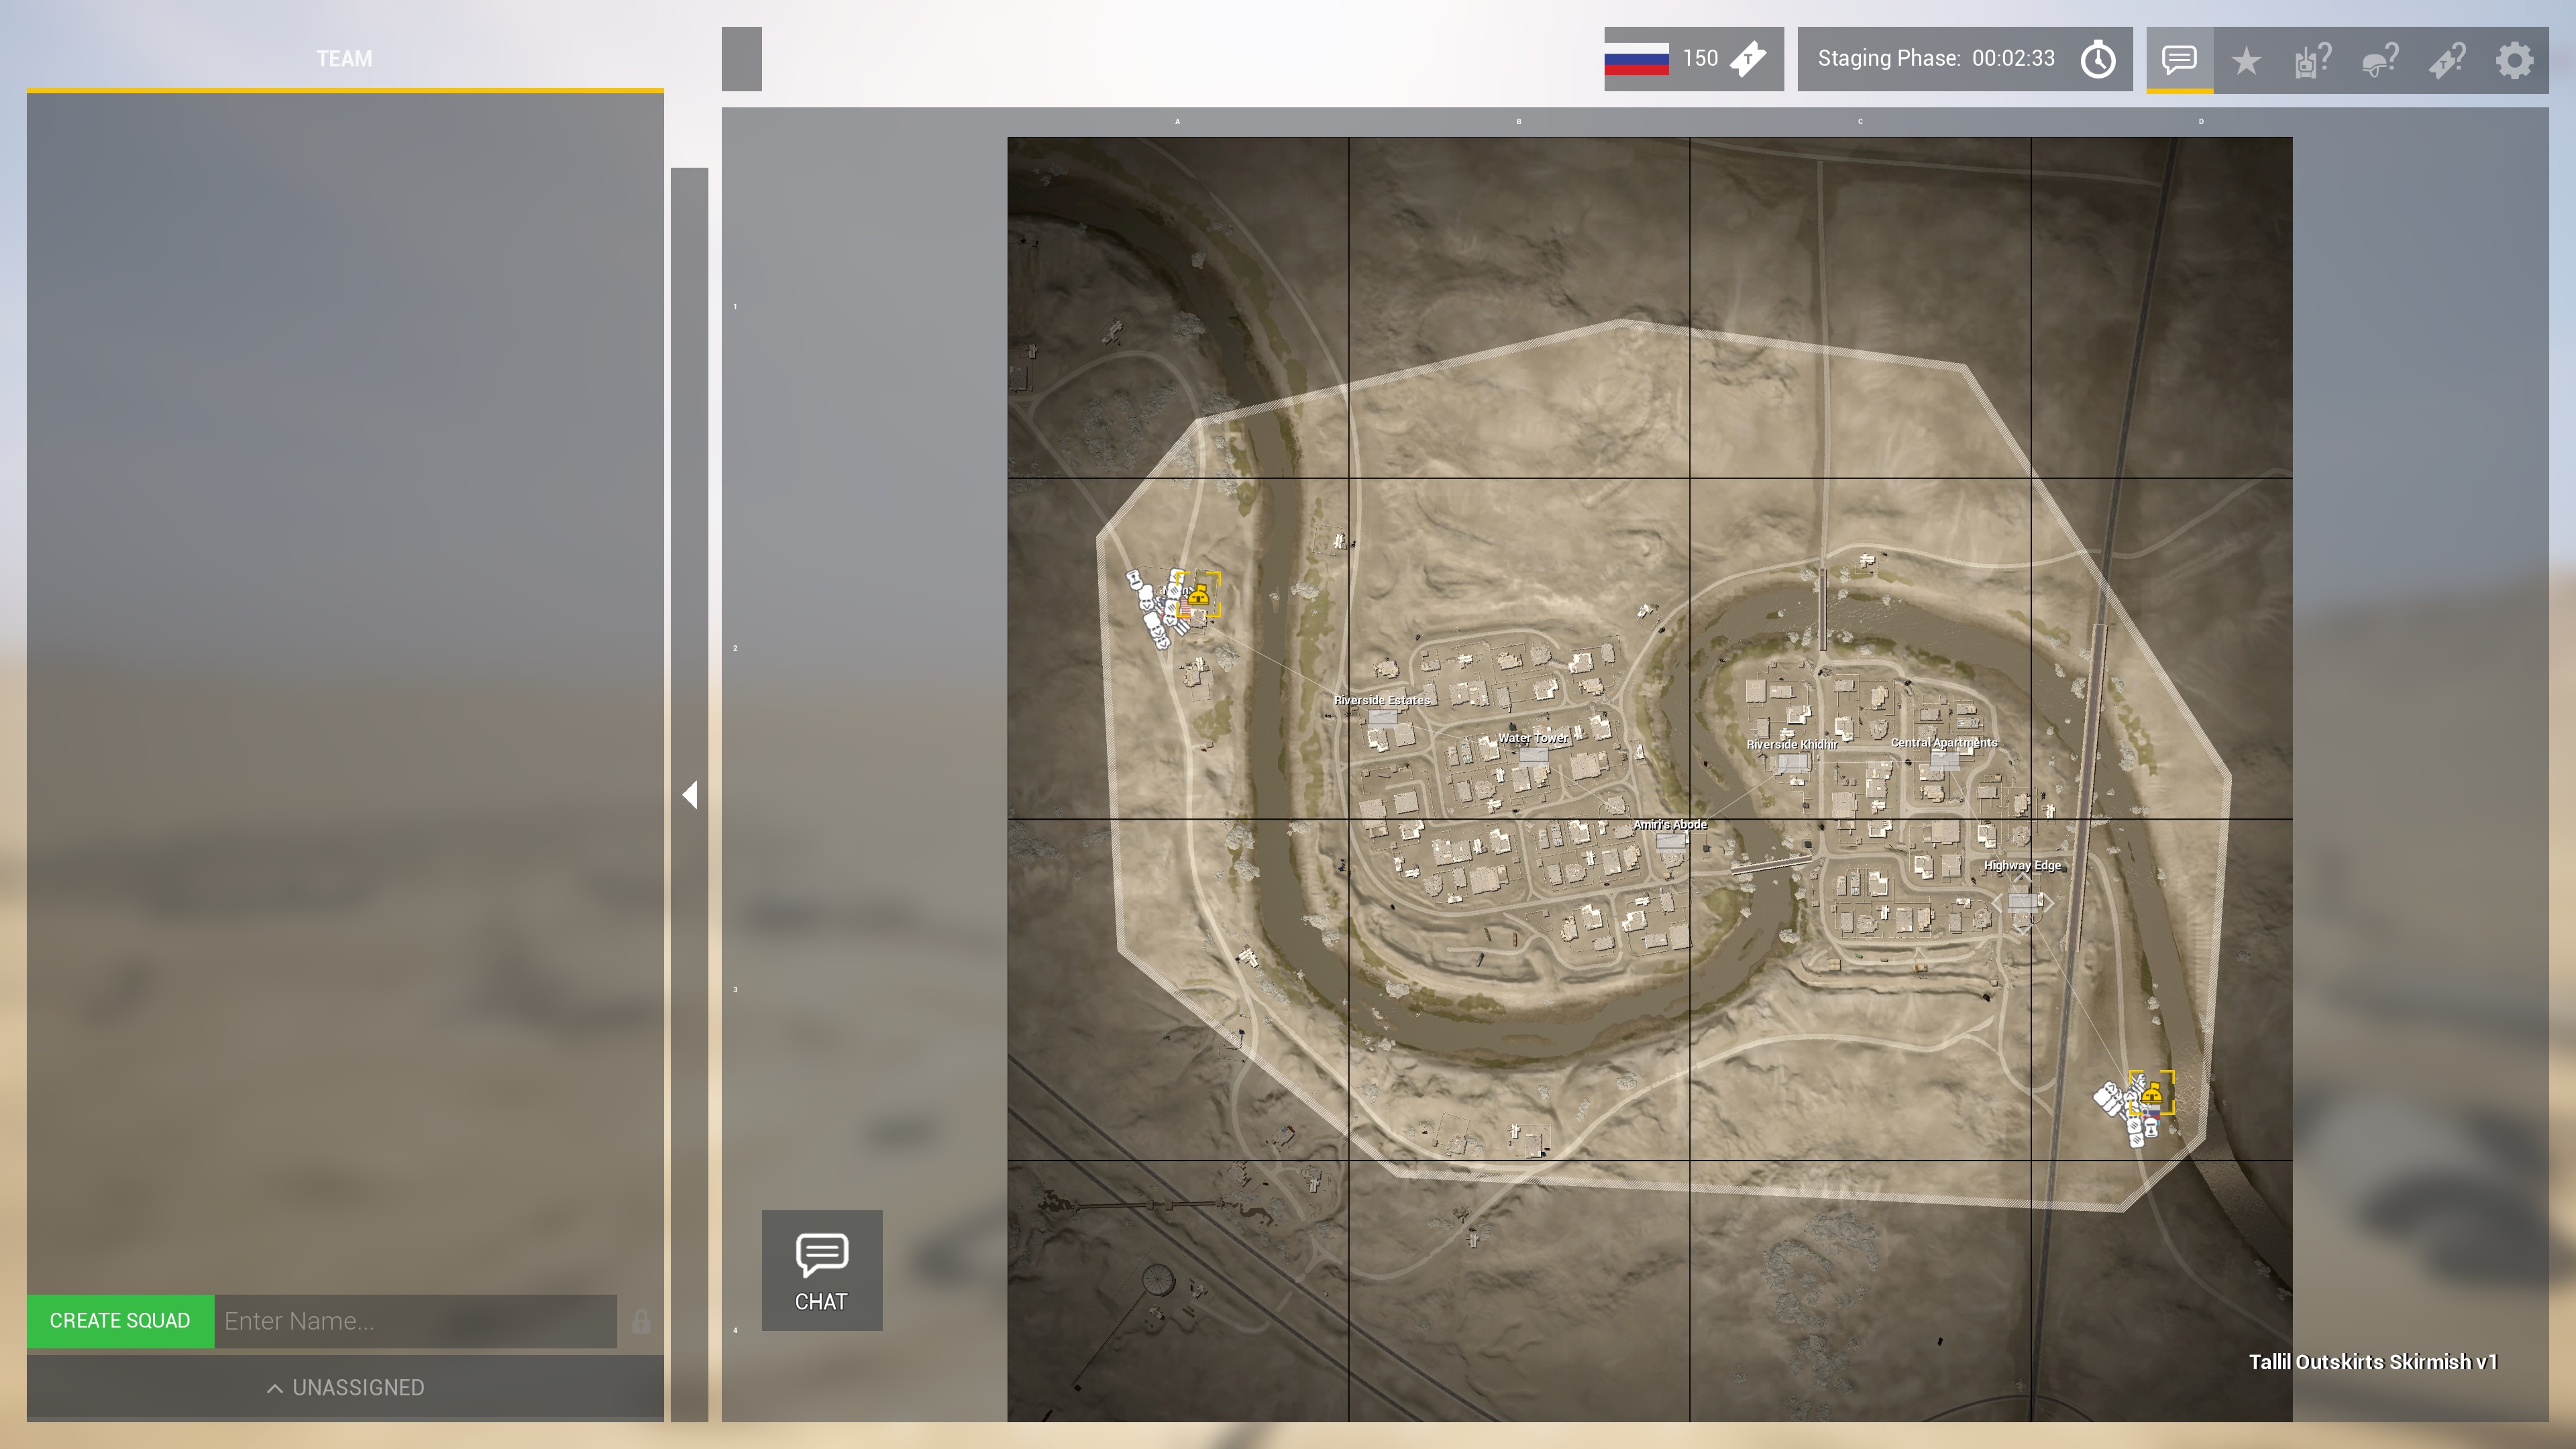 TEAM
150
Staging Phase: 00:02:33
A
B
C
D
1
2
3
4
Riverside Estates
Water Tower
Riverside Khidhir
Central Apartments
Amiri's Abode
Highway Edge
CHAT
CREATE SQUAD
Enter Name...
UNASSIGNED
Tallil Outskirts Skirmish v1